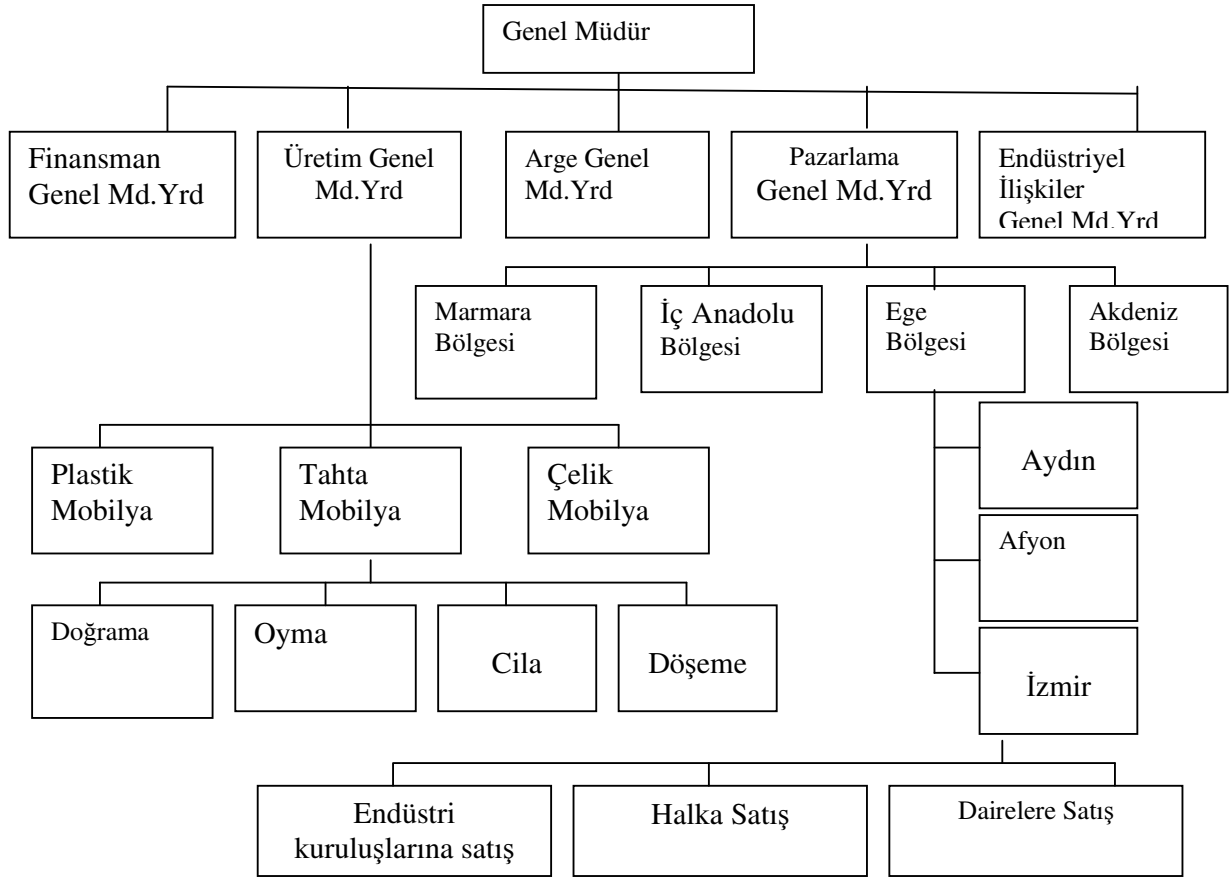 Genel Müdür
Finansman
Genel Md.Yrd
Üretim Genel
Md.Yrd
Arge Genel
Md.Yrd
Pazarlama
Genel Md.Yrd
Endüstriyel
İlişkiler
Genel Md.Yrd
Marmara
Bölgesi
İç Anadolu
Bölgesi
Ege
Bölgesi
Akdeniz
Bölgesi
Plastik
Mobilya
Tahta
Mobilya
Çelik
Mobilya
Aydın
Afyon
İzmir
Doğrama
Oyma
Cila
Döşeme
Endüstri
kuruluşlarına satış
Halka Satış
Dairelere Satış